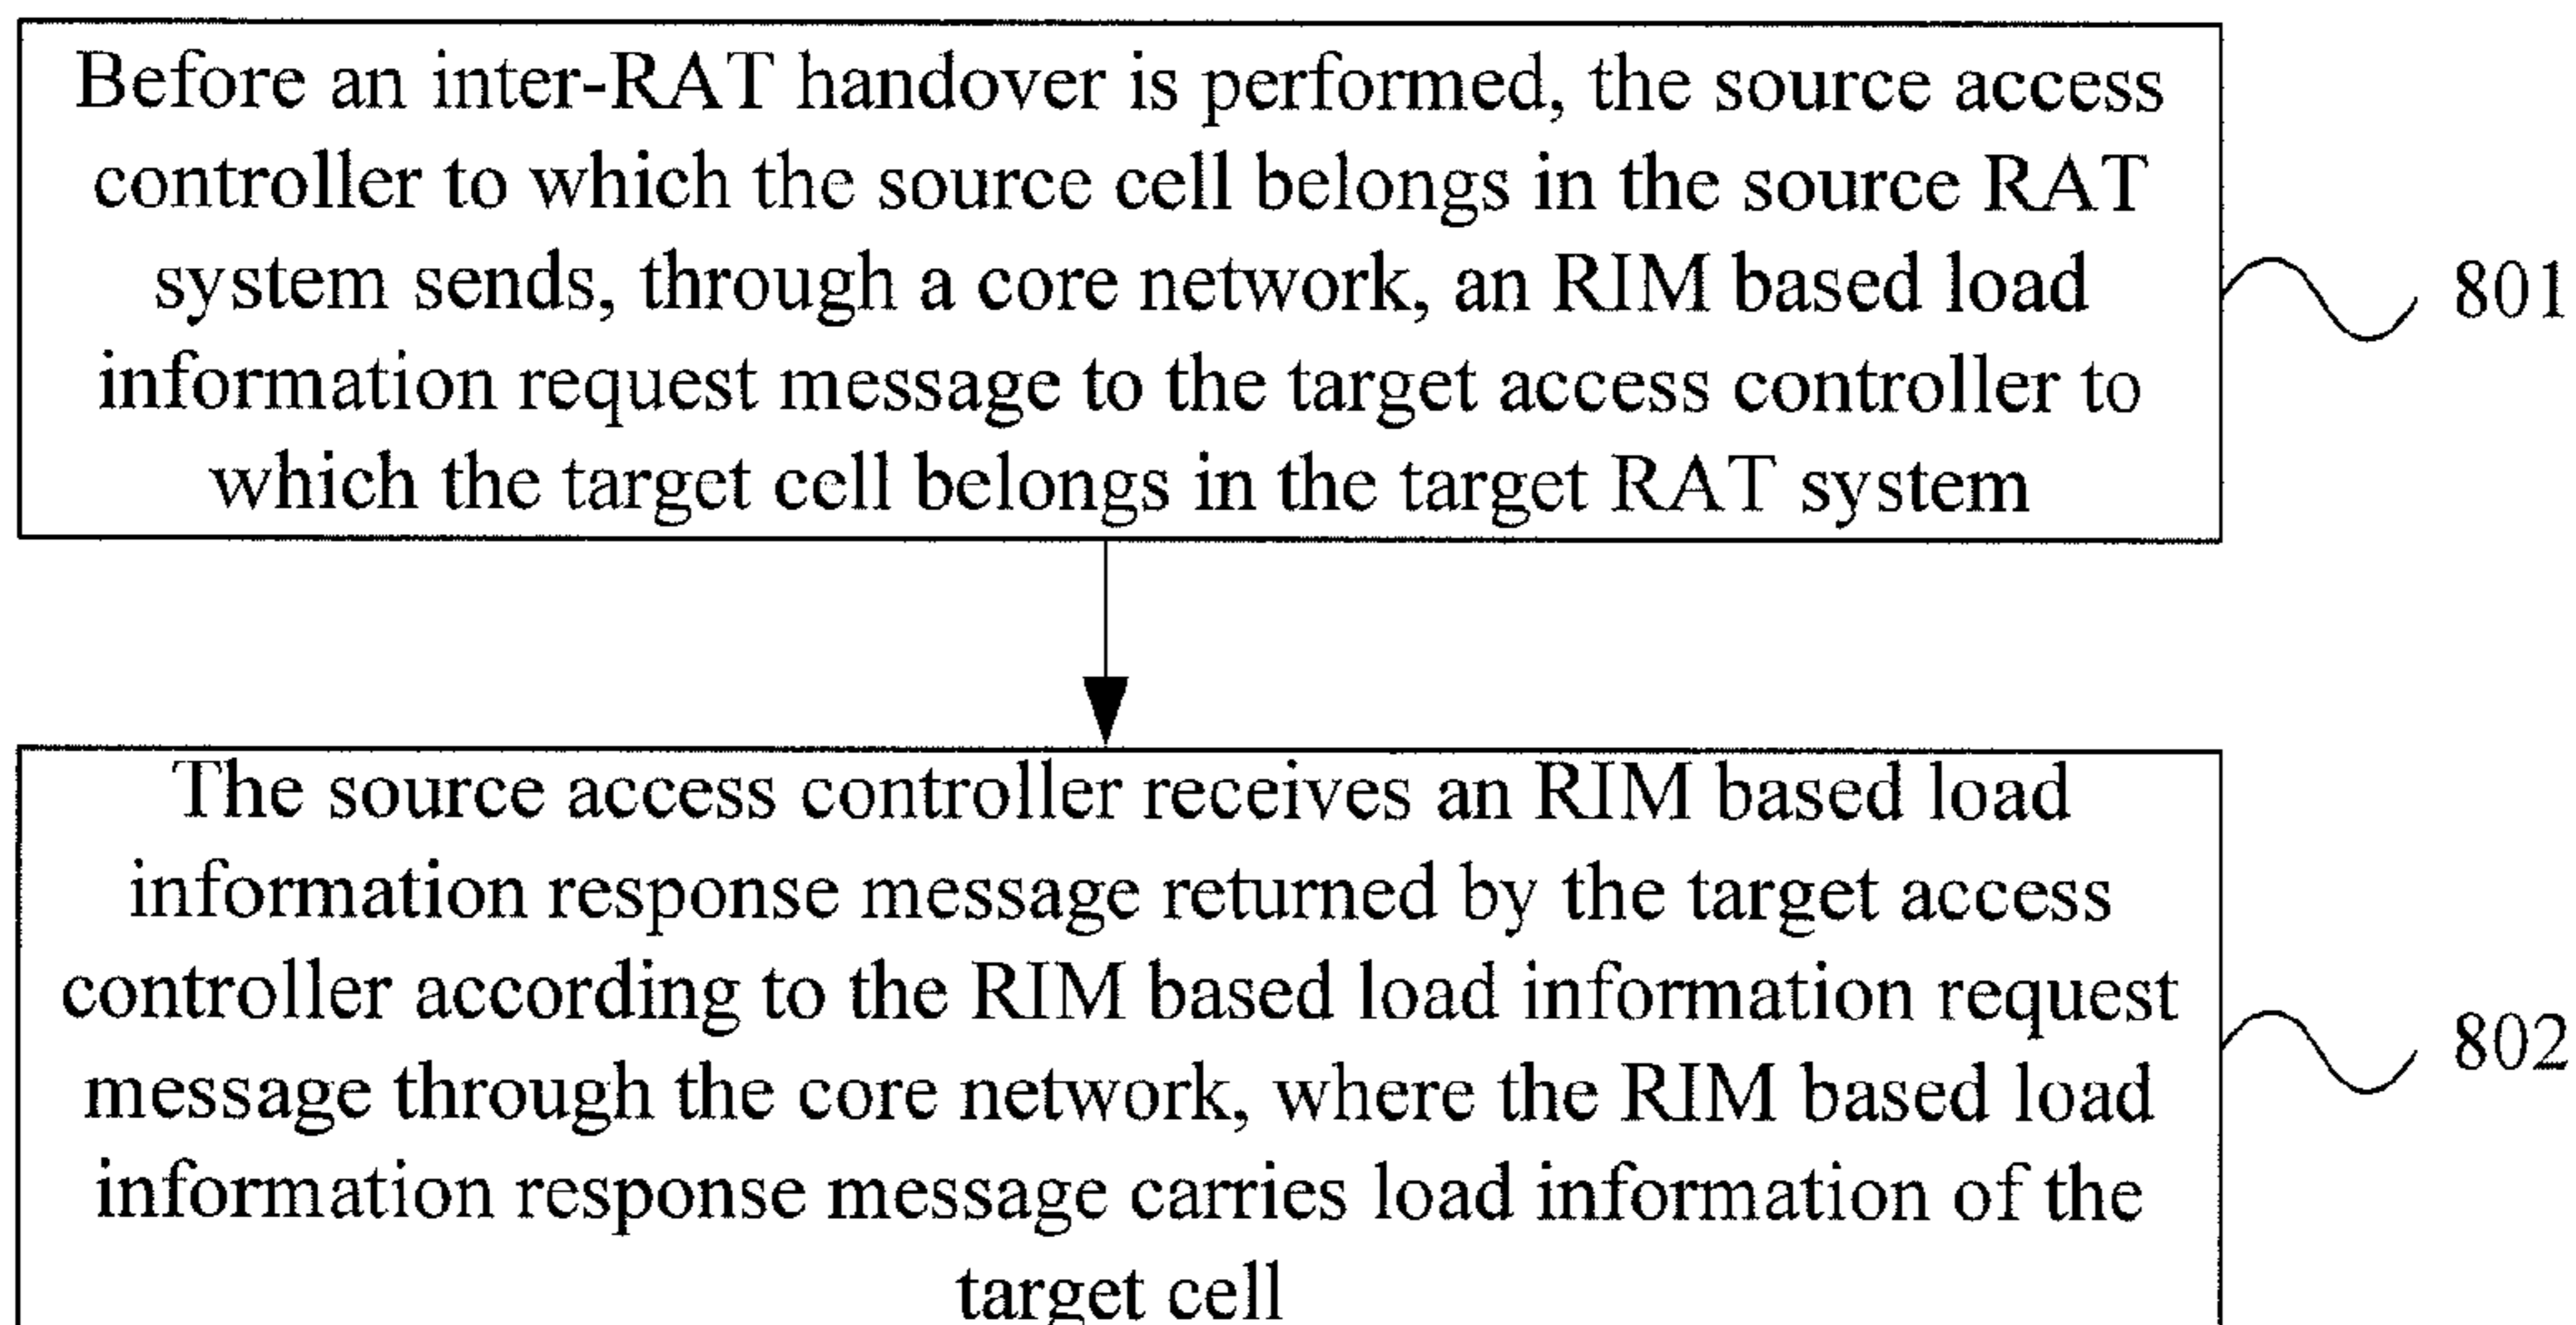 Before an inter-RAT handover is performed, the source access
controller to which the source cell belongs in the source RAT
system sends, through a core network, an RIM based load
information request message to the target access controller to
which the target cell belongs in the target RAT system
801
The source access controller receives an RIM based load
information response message returned by the target access
controller according to the RIM based load information request
message through the core network, where the RIM based load
information response message carries load information of the
target cell
802